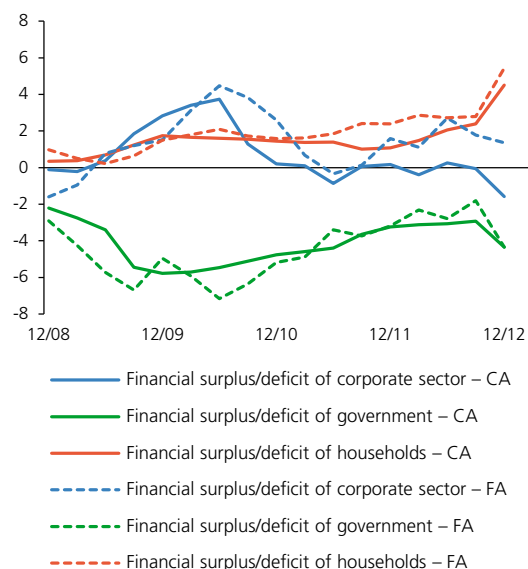 8
6
4
2
0
-2
-4
-6
-8
12/08 12/09 12/10 12/11 12/12
Financial surplus/deficit of corporate sector – CA
Financial surplus/deficit of government – CA
Financial surplus/deficit of households – CA
Financial surplus/deficit of corporate sector – FA
Financial surplus/deficit of government – FA
Financial surplus/deficit of households – FA